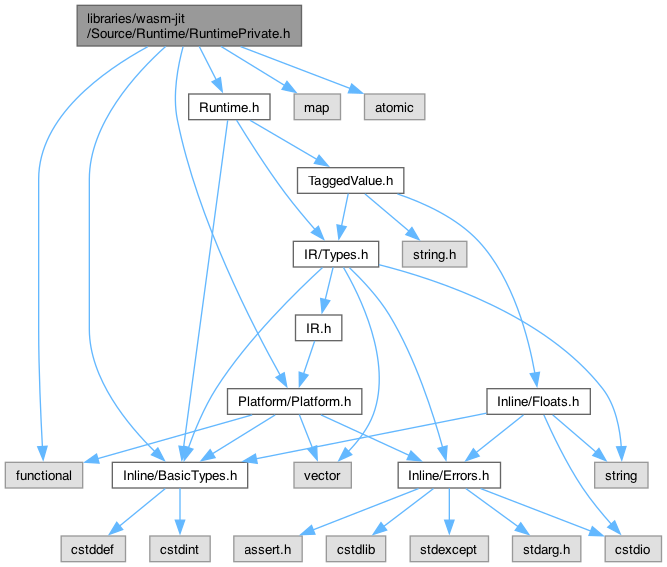 libraries/wasm-jit
/Source/Runtime/RuntimePrivate.h
Runtime.h
map
atomic
TaggedValue.h
IR/Types.h
string.h
IR.h
Platform/Platform.h
Inline/Floats.h
functional
Inline/BasicTypes.h
vector
Inline/Errors.h
string
cstddef
cstdint
assert.h
cstdlib
stdexcept
stdarg.h
cstdio